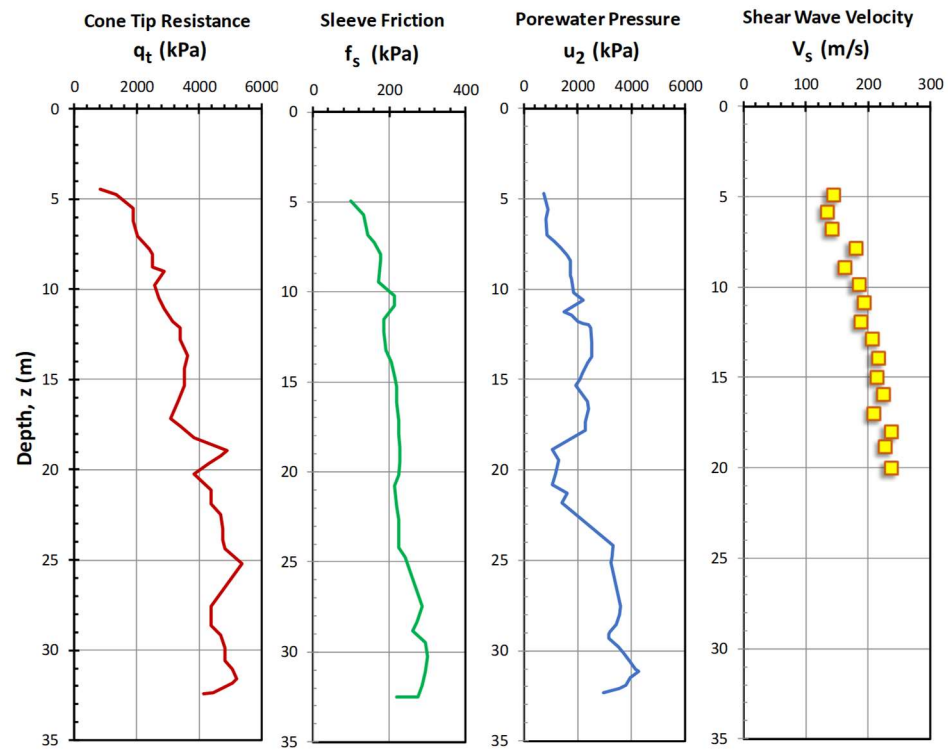 Cone Tip Resistance
qt (kPa)
0 2000 4000 6000
0
5
10
15
20
25
30
35
Depth, z (m)
Sleeve Friction
fs (kPa)
0 200 400
0
5
10
15
20
25
30
35
Porewater Pressure
u2 (kPa)
0 2000 4000 6000
0
5
10
15
20
25
30
35
Shear Wave Velocity
Vs (m/s)
0 100 200 300
0
5
10
15
20
25
30
35